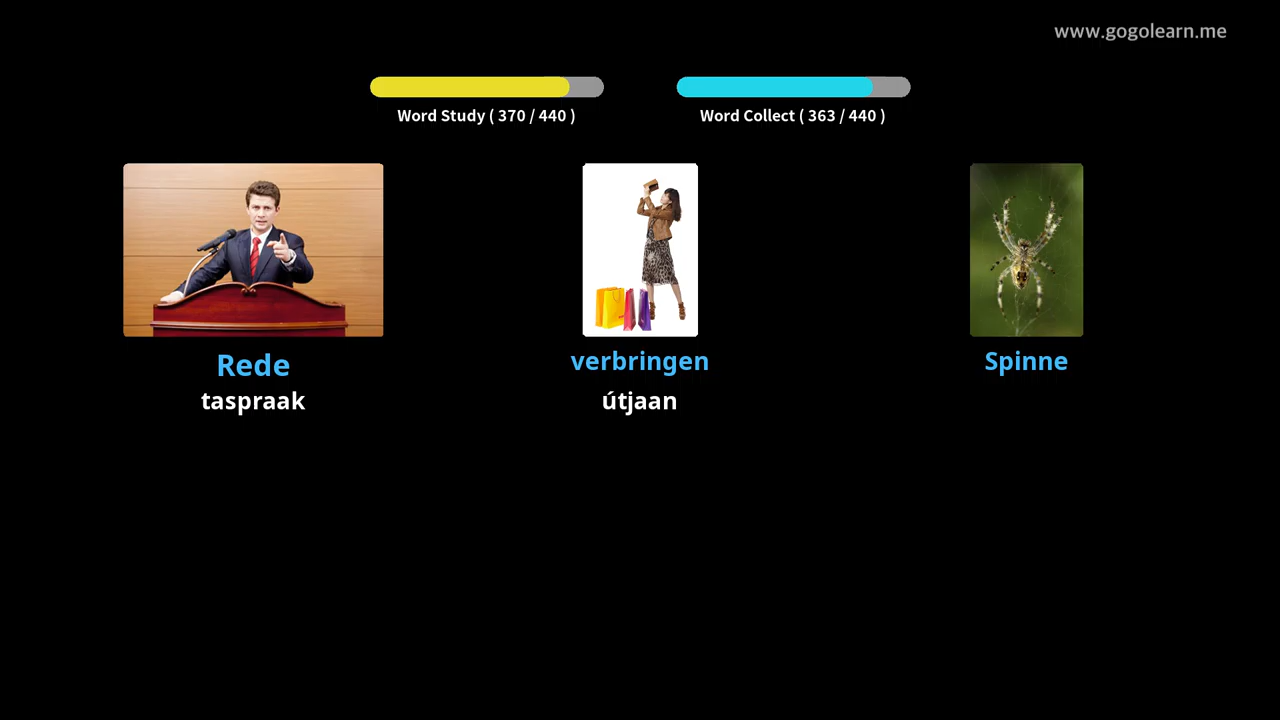 www.gogolearn.me
Word Study ( 370 / 440 )
Word Collect ( 363 / 440 )
Rede
taspraak
verbringen
útjaan
Spinne